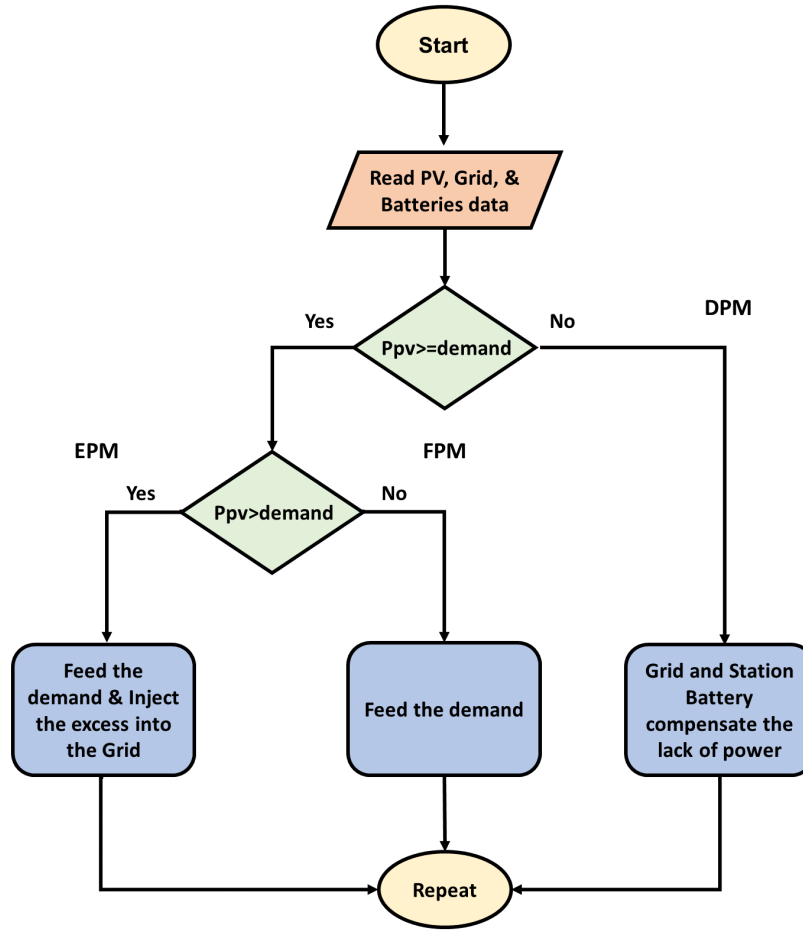 Start
Read PV, Grid, &
Batteries data
DPM
Yes
No
Ppv>=demand
EPM
FPM
Yes
No
Ppv>demand
Feed the
demand & Inject
the excess into
the Grid
Feed the demand
Grid and Station
Battery
compensate the
lack of power
Repeat